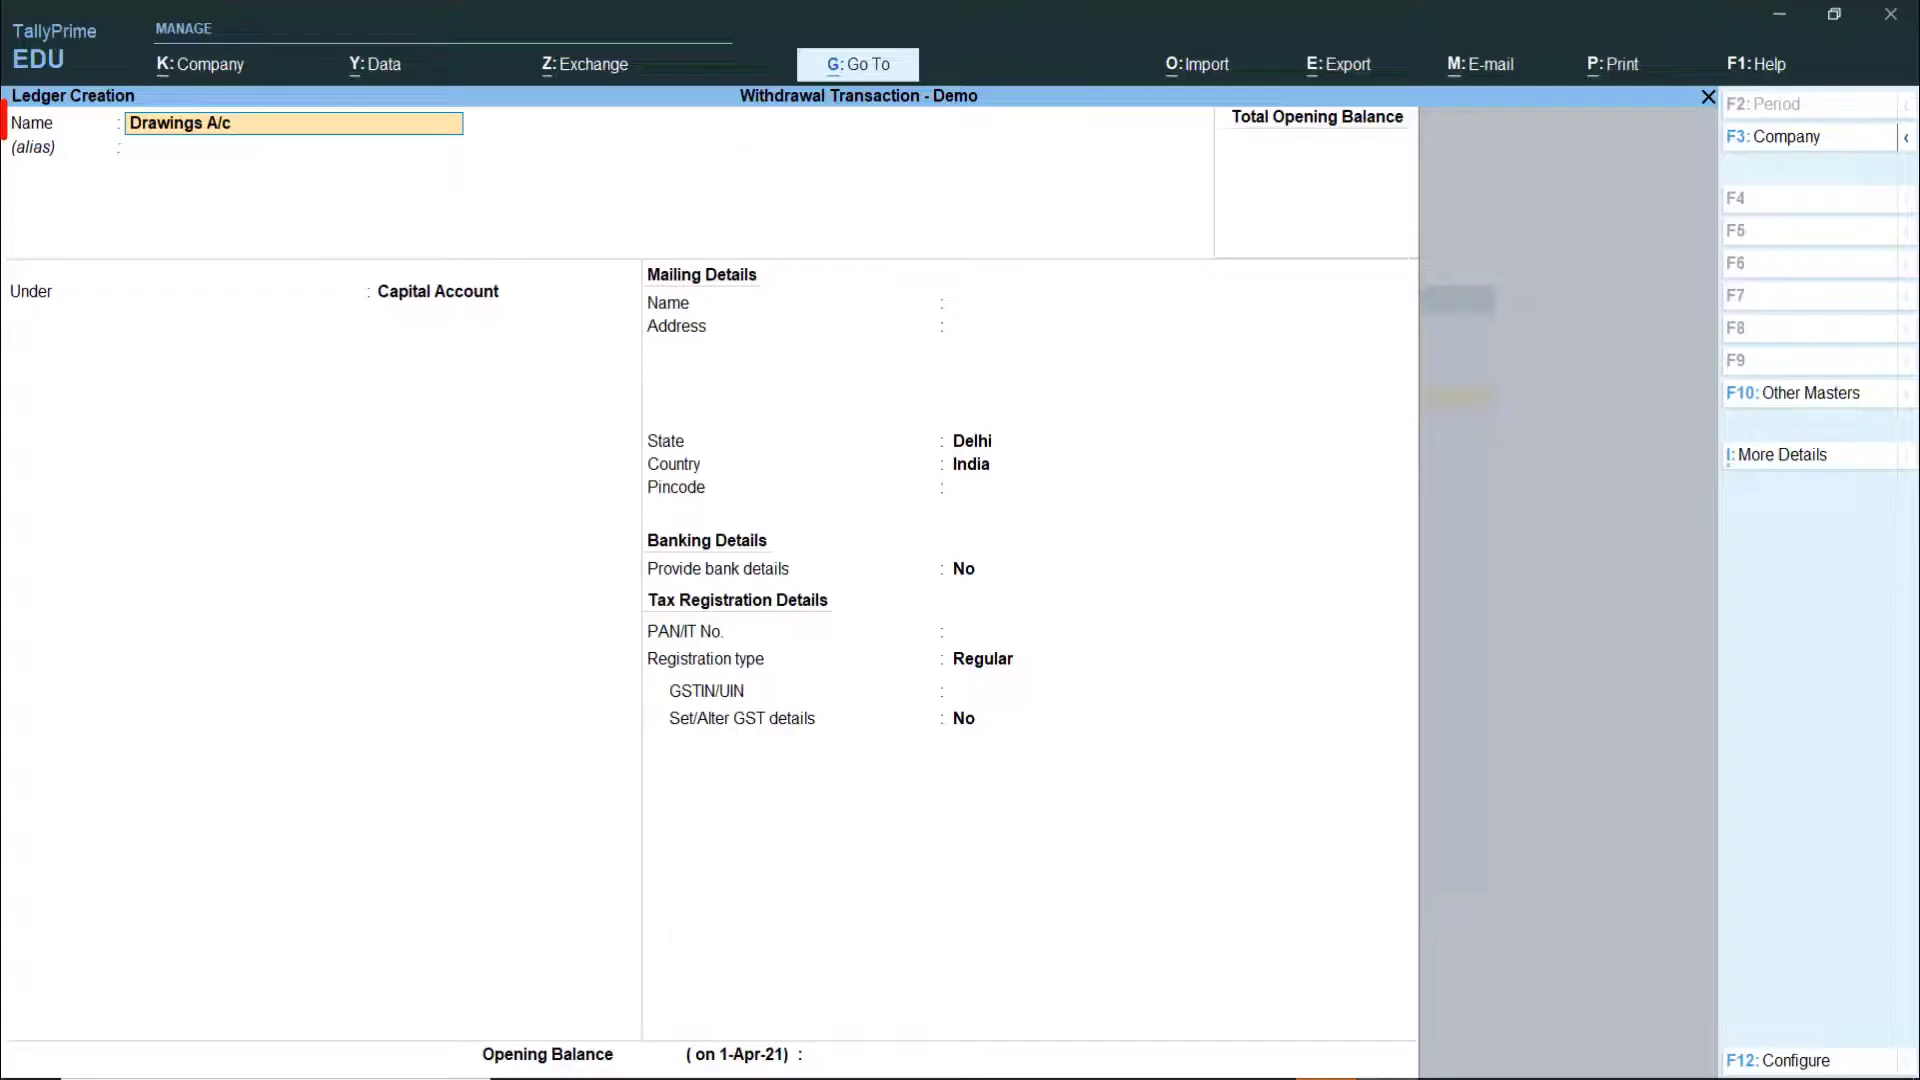 TallyPrime
EDU
MANAGE
K: Company
Y: Data
Z: Exchange
G: Go To
O: Import
E: Export
M: E-mail
P: Print
F1: Help
Ledger Creation
Withdrawal Transaction - Demo
Name : Drawings A/c
(alias) :
Total Opening Balance
Under : Capital Account
Mailing Details
Name :
Address :
State : Delhi
Country : India
Pincode :
Banking Details
Provide bank details : No
Tax Registration Details
PAN/IT No. :
Registration type : Regular
GSTIN/UIN :
Set/Alter GST details : No
Opening Balance ( on 1-Apr-21) :
F2: Period
F3: Company
F4
F5
F6
F7
F8
F9
F10: Other Masters
I: More Details
F12: Configure